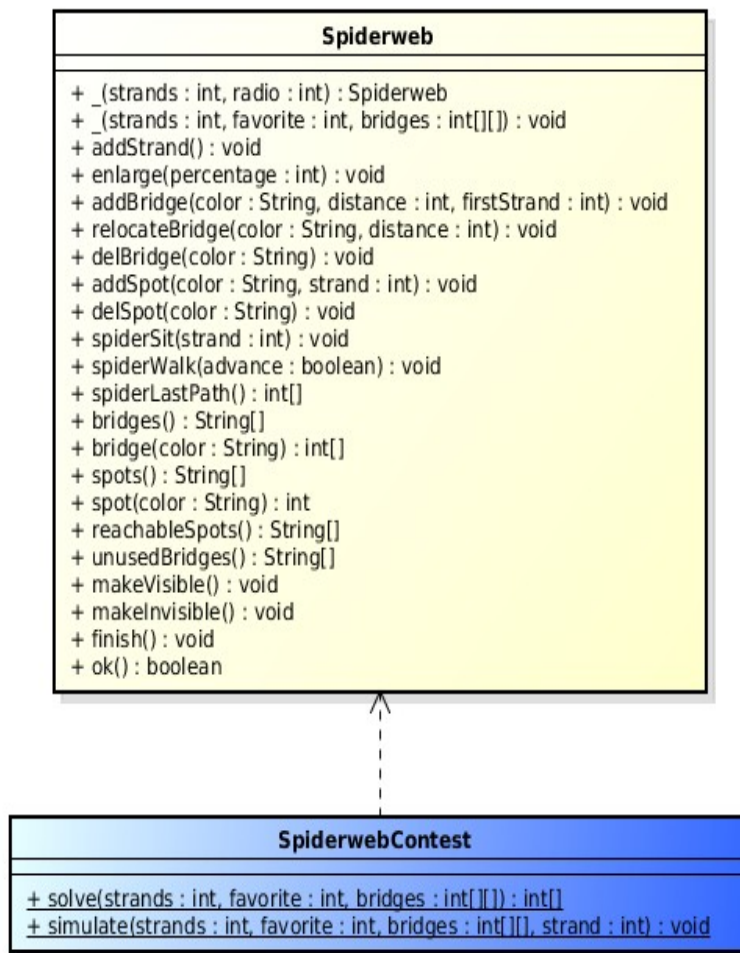 Spiderweb
+ _(strands : int, radio : int) : Spiderweb
+ _(strands : int, favorite : int, bridges : int[][]) : void
+ addStrand() : void
+ enlarge(percentage : int) : void
+ addBridge(color : String, distance : int, firstStrand : int) : void
+ relocateBridge(color : String, distance : int) : void
+ delBridge(color : String) : void
+ addSpot(color : String, strand : int) : void
+ delSpot(color : String) : void
+ spiderSit(strand : int) : void
+ spiderWalk(advance : boolean) : void
+ spiderLastPath() : int[]
+ bridges() : String[]
+ bridge(color : String) : int[]
+ spots() : String[]
+ spot(color : String) : int
+ reachableSpots() : String[]
+ unusedBridges() : String[]
+ makeVisible() : void
+ makeInvisible() : void
+ finish() : void
+ ok() : boolean
SpiderwebContest
+ solve(strands : int, favorite : int, bridges : int[][]) : int[]
+ simulate(strands : int, favorite : int, bridges : int[][], strand : int) : void